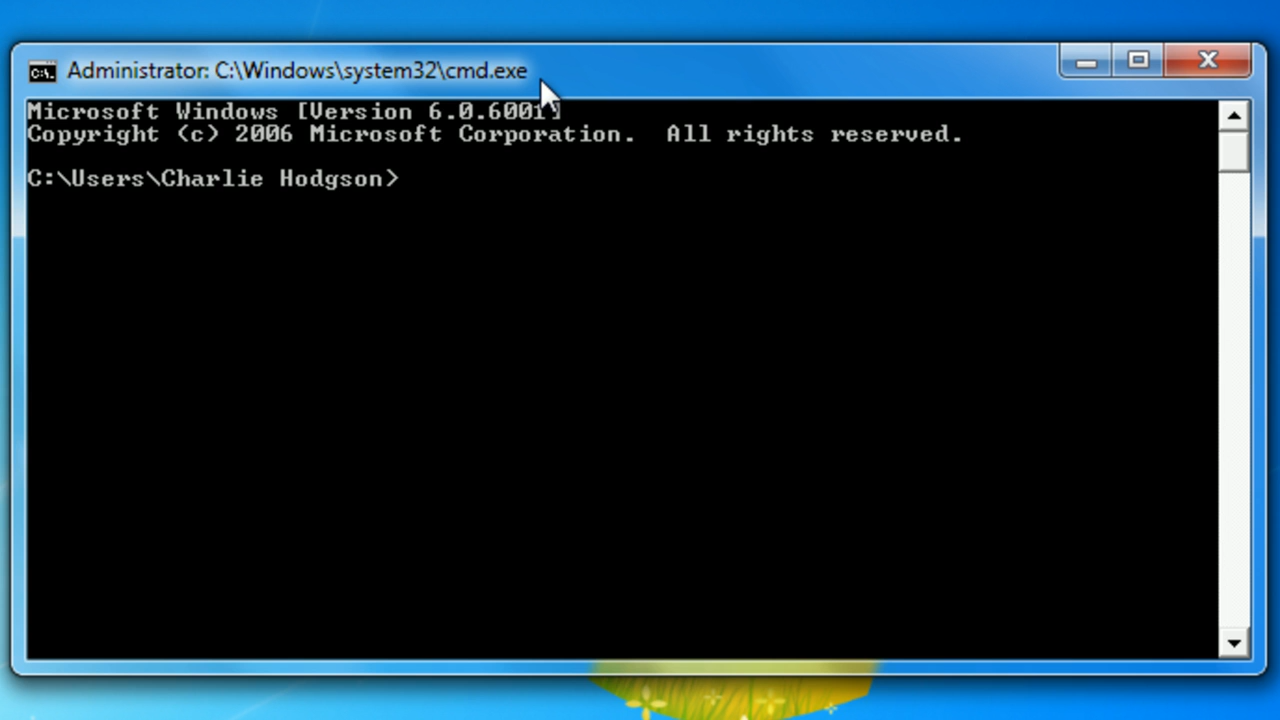 Administrator: C:\Windows\system32\cmd.exe
Microsoft Windows [Version 6.0.6001]
Copyright (c) 2006 Microsoft Corporation.  All rights reserved.
C:\Users\Charlie Hodgson>